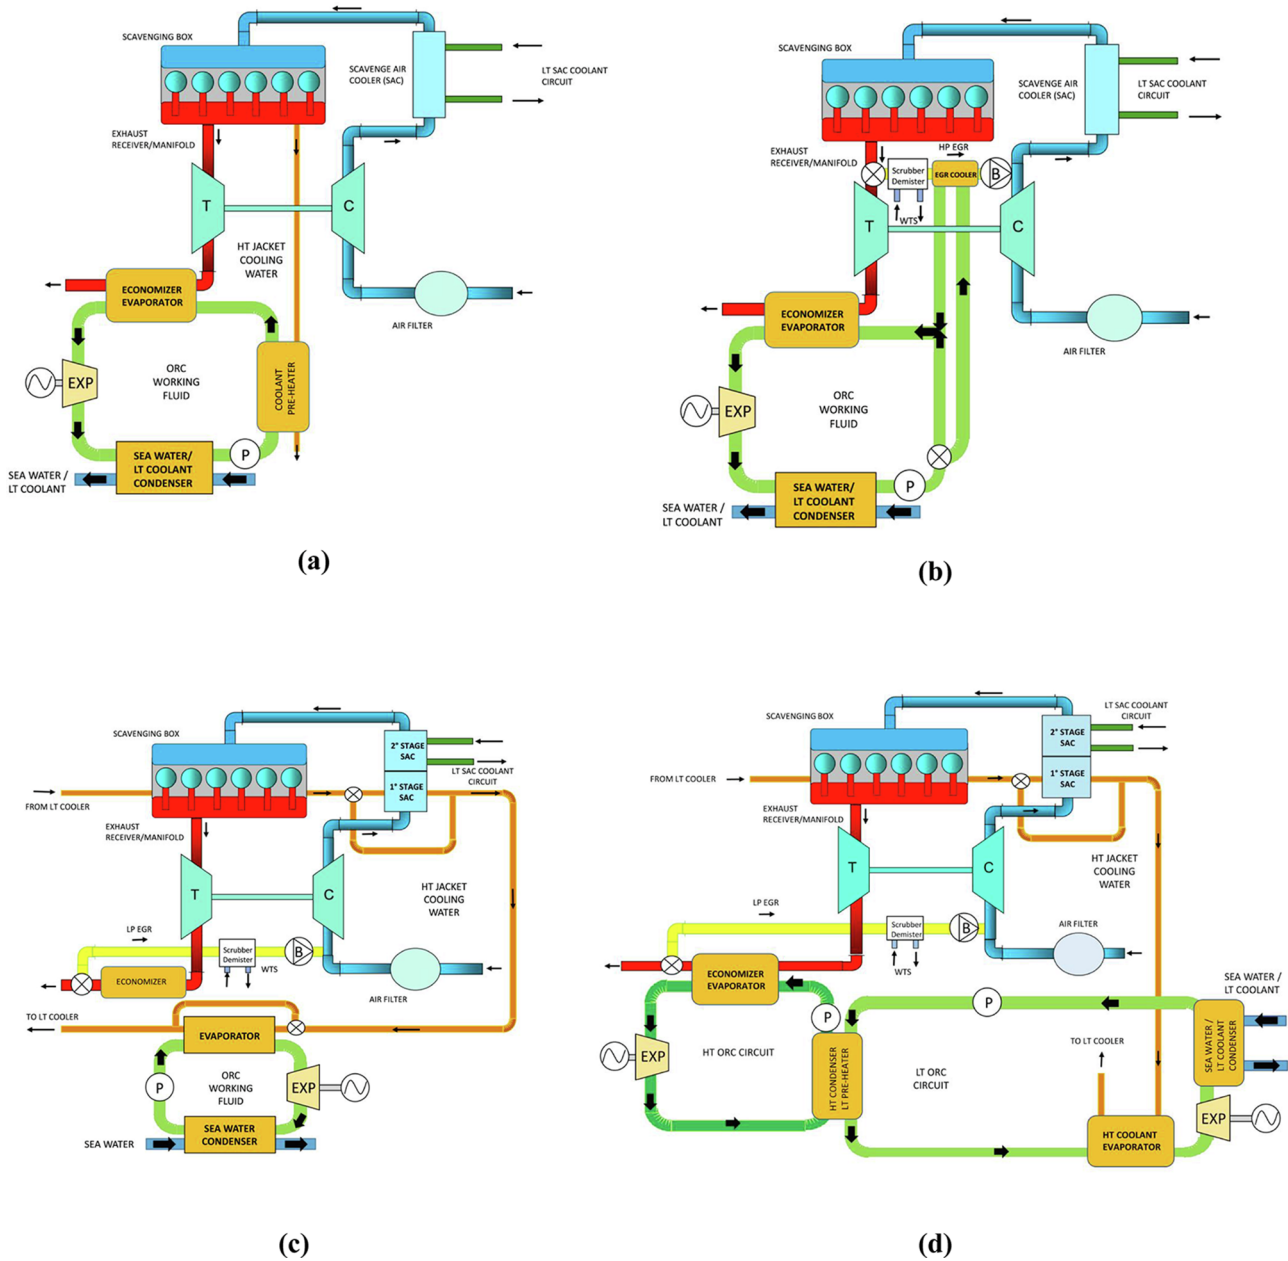 SCAVENGING BOX
SCAVENGE AIR
COOLER (SAC)
LT SAC COOLANT
CIRCUIT
EXHAUST
RECEIVER/MANIFOLD
T
C
HT JACKET
COOLING
WATER
ECONOMIZER
EVAPORATOR
AIR FILTER
EXP
ORC
WORKING
FLUID
COOLANT
PRE-HEATER
P
SEA WATER/
LT COOLANT
CONDENSER
SEA WATER /
LT COOLANT
(a)
SCAVENGING BOX
SCAVENGE AIR
COOLER (SAC)
LT SAC COOLANT
CIRCUIT
EXHAUST
RECEIVER/MANIFOLD
HP EGR
Scrubber
Demister
EGR COOLER
B
WTS
T
C
ECONOMIZER
EVAPORATOR
AIR FILTER
EXP
ORC
WORKING
FLUID
P
SEA WATER/
LT COOLANT
CONDENSER
SEA WATER /
LT COOLANT
(b)
SCAVENGING BOX
2° STAGE
SAC
1° STAGE
SAC
LT SAC COOLANT
CIRCUIT
FROM LT COOLER
EXHAUST
RECEIVER/MANIFOLD
T
C
HT JACKET
COOLING
WATER
LP EGR
Scrubber
Demister
B
WTS
ECONOMIZER
AIR FILTER
TO LT COOLER
EVAPORATOR
P
ORC
WORKING
FLUID
EXP
SEA WATER
SEA WATER
CONDENSER
(c)
SCAVENGING BOX
LT SAC COOLANT
CIRCUIT
2° STAGE
SAC
1° STAGE
SAC
FROM LT COOLER
EXHAUST
RECEIVER/MANIFOLD
T
C
HT JACKET
COOLING
WATER
LP EGR
Scrubber
Demister
B
WTS
AIR FILTER
ECONOMIZER
EVAPORATOR
SEA WATER /
LT COOLANT
P
P
EXP
HT ORC CIRCUIT
HT CONDENSER
LT PRE-HEATER
LT ORC
CIRCUIT
TO LT COOLER
SEA WATER /
LT COOLANT
CONDENSER
EXP
HT COOLANT
EVAPORATOR
(d)